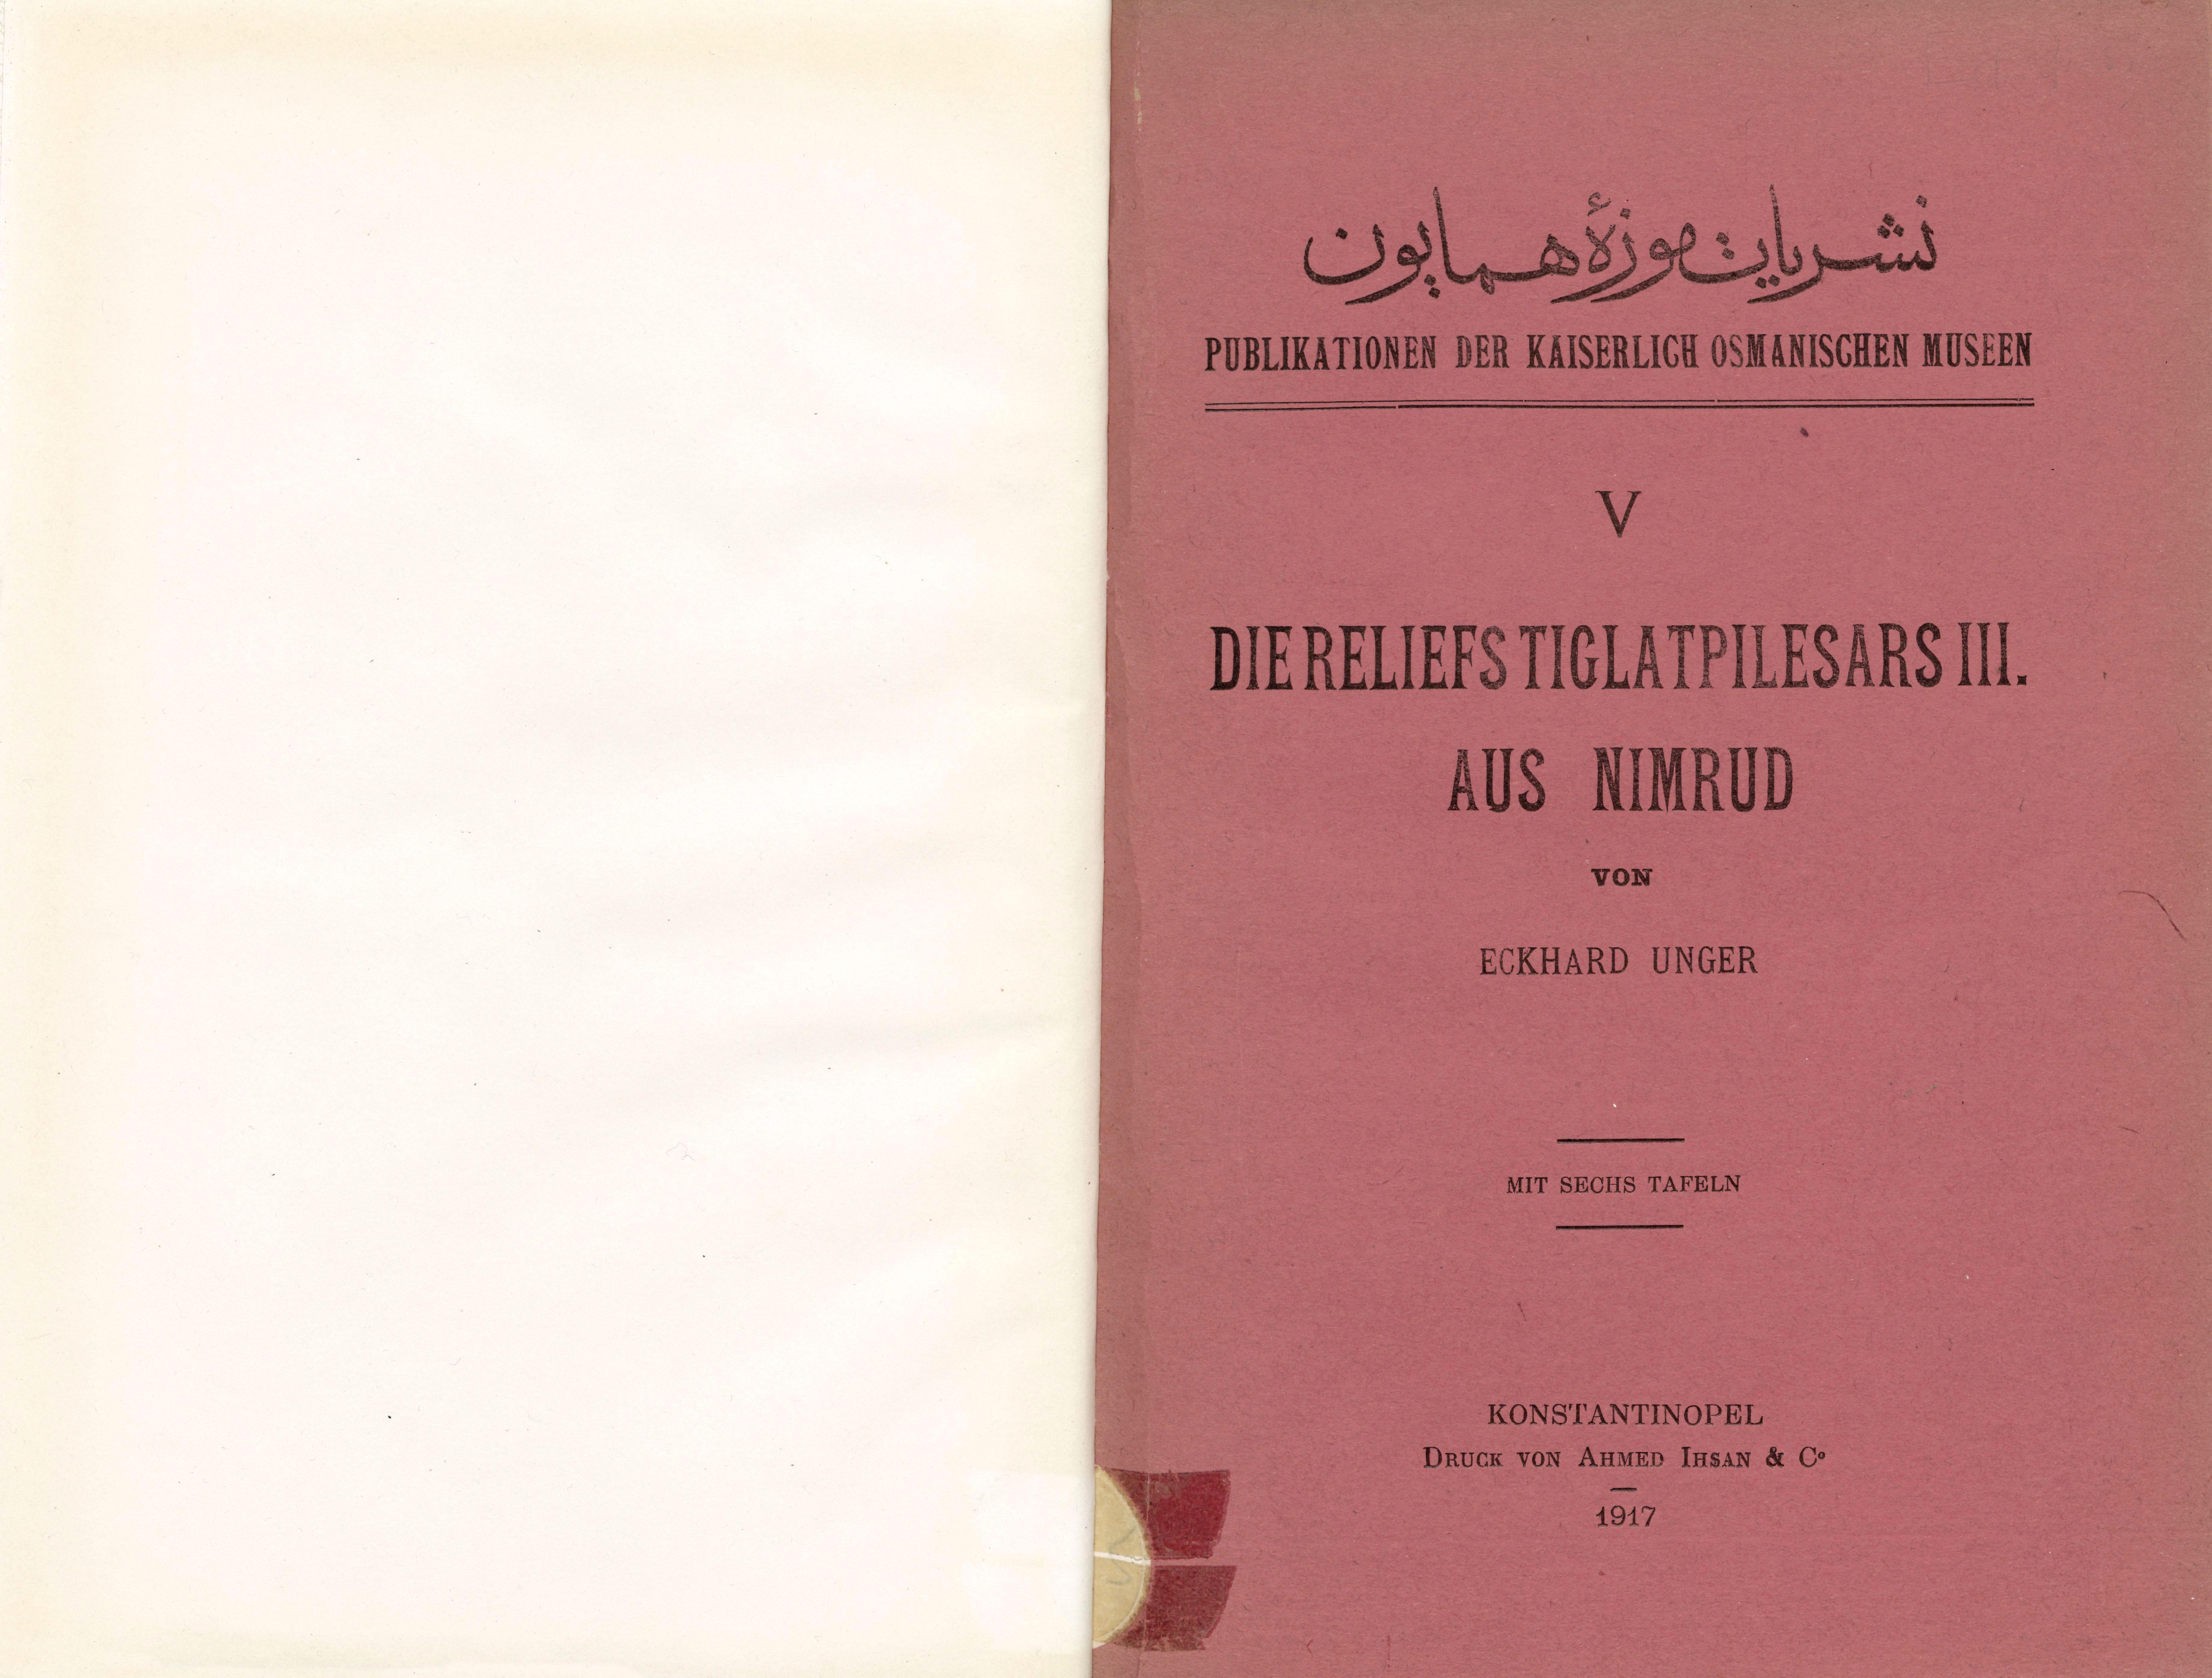 نشریات موزهٔ همایون
PUBLIKATIONEN DER KAISERLICH OSMANISCHEN MUSEEN
V
DIE RELIEFS TIGLATPILESARS III.
AUS NIMRUD
VON
ECKHARD UNGER
MIT SECHS TAFELN
KONSTANTINOPEL
DRUCK VON AHMED IHSAN & Cº
1917